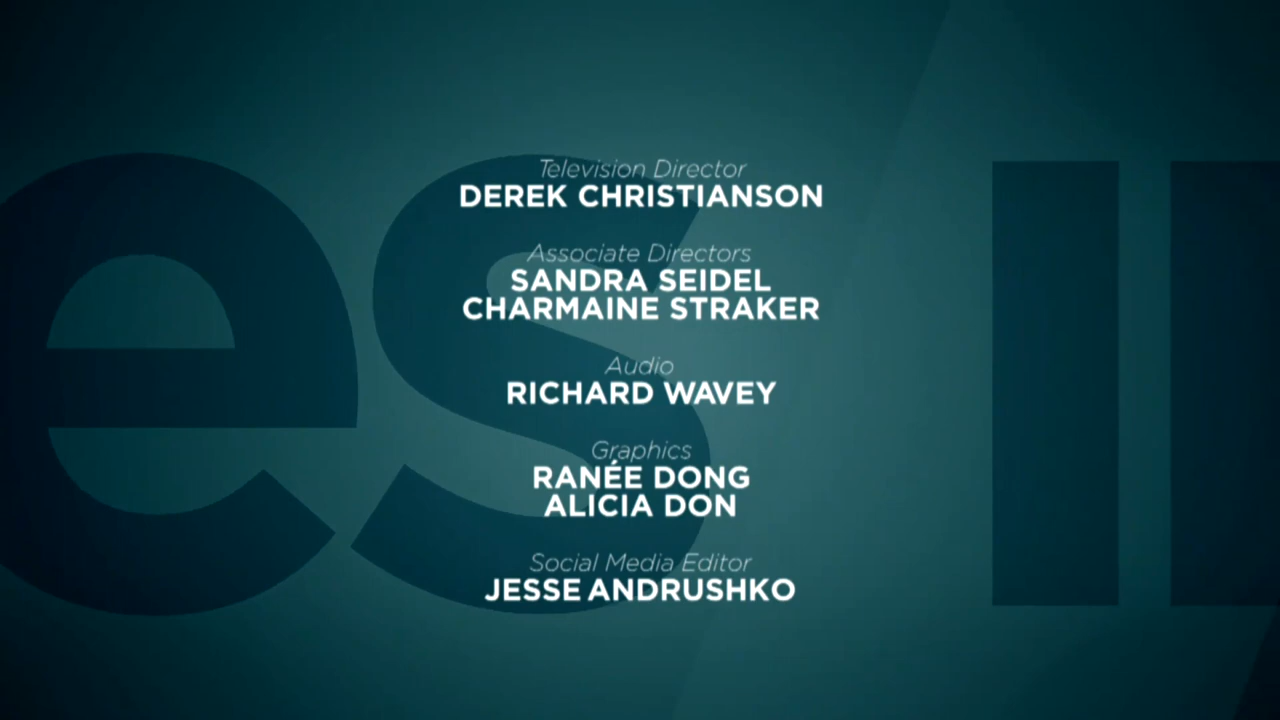 Television Director
DEREK CHRISTIANSON
Associate Directors
SANDRA SEIDEL
CHARMAINE STRAKER
Audio
RICHARD WAVEY
Graphics
RANÉE DONG
ALICIA DON
Social Media Editor
JESSE ANDRUSHKO